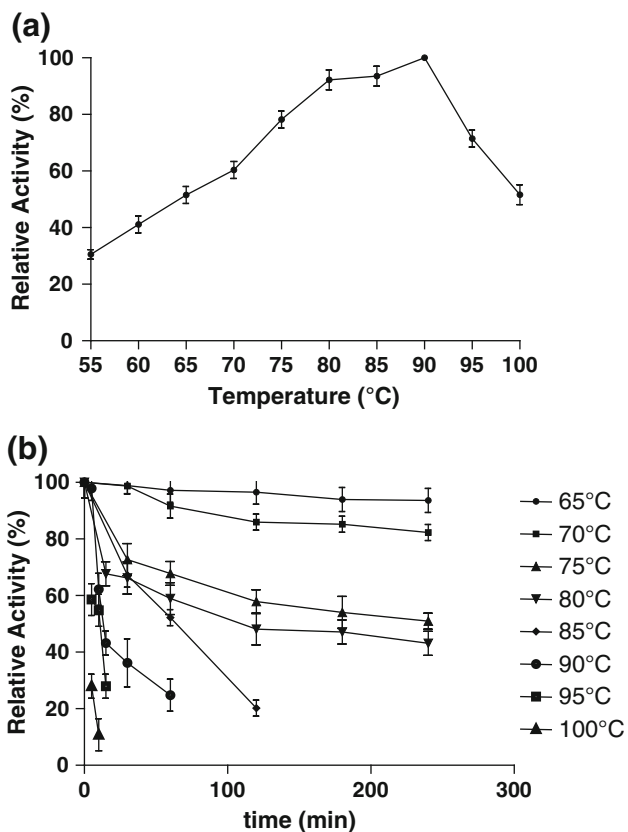 (a)
Relative Activity (%)
100
80
60
40
20
0
55 60 65 70 75 80 85 90 95 100
Temperature (°C)
(b)
Relative Activity (%)
100
80
60
40
20
0
0 100 200 300
time (min)
65°C
70°C
75°C
80°C
85°C
90°C
95°C
100°C